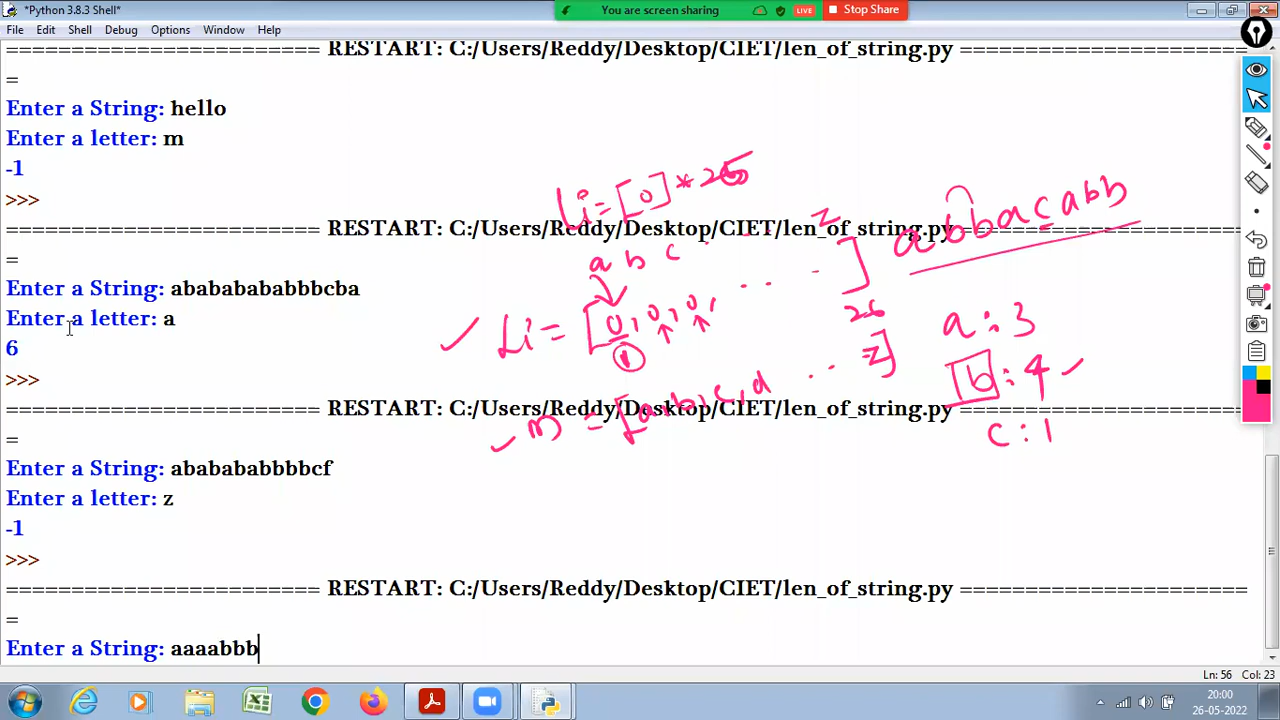 *Python 3.8.3 Shell*
You are screen sharing
LIVE
Stop Share
File Edit Shell Debug Options Window Help
======================= RESTART: C:/Users/Reddy/Desktop/CIET/len_of_string.py =======================
=
Enter a String: hello
Enter a letter: m
-1
>>>
======================= RESTART: C:/Users/Reddy/Desktop/CIET/len_of_string.py =======================
=
Enter a String: abababababbbcba
Enter a letter: a
6
>>>
======================= RESTART: C:/Users/Reddy/Desktop/CIET/len_of_string.py =======================
=
Enter a String: ababababbbbcf
Enter a letter: z
-1
>>>
======================= RESTART: C:/Users/Reddy/Desktop/CIET/len_of_string.py =======================
=
Enter a String: aaaabbb
Li=[0]*26
abbacabb
a b c . . . z
Li = [0,0,0, . . . ]
1
26
m = [a,b,c,d . . z]
a:3
b:4
c:1
Ln: 56 Col: 23
20:00
26-05-2022